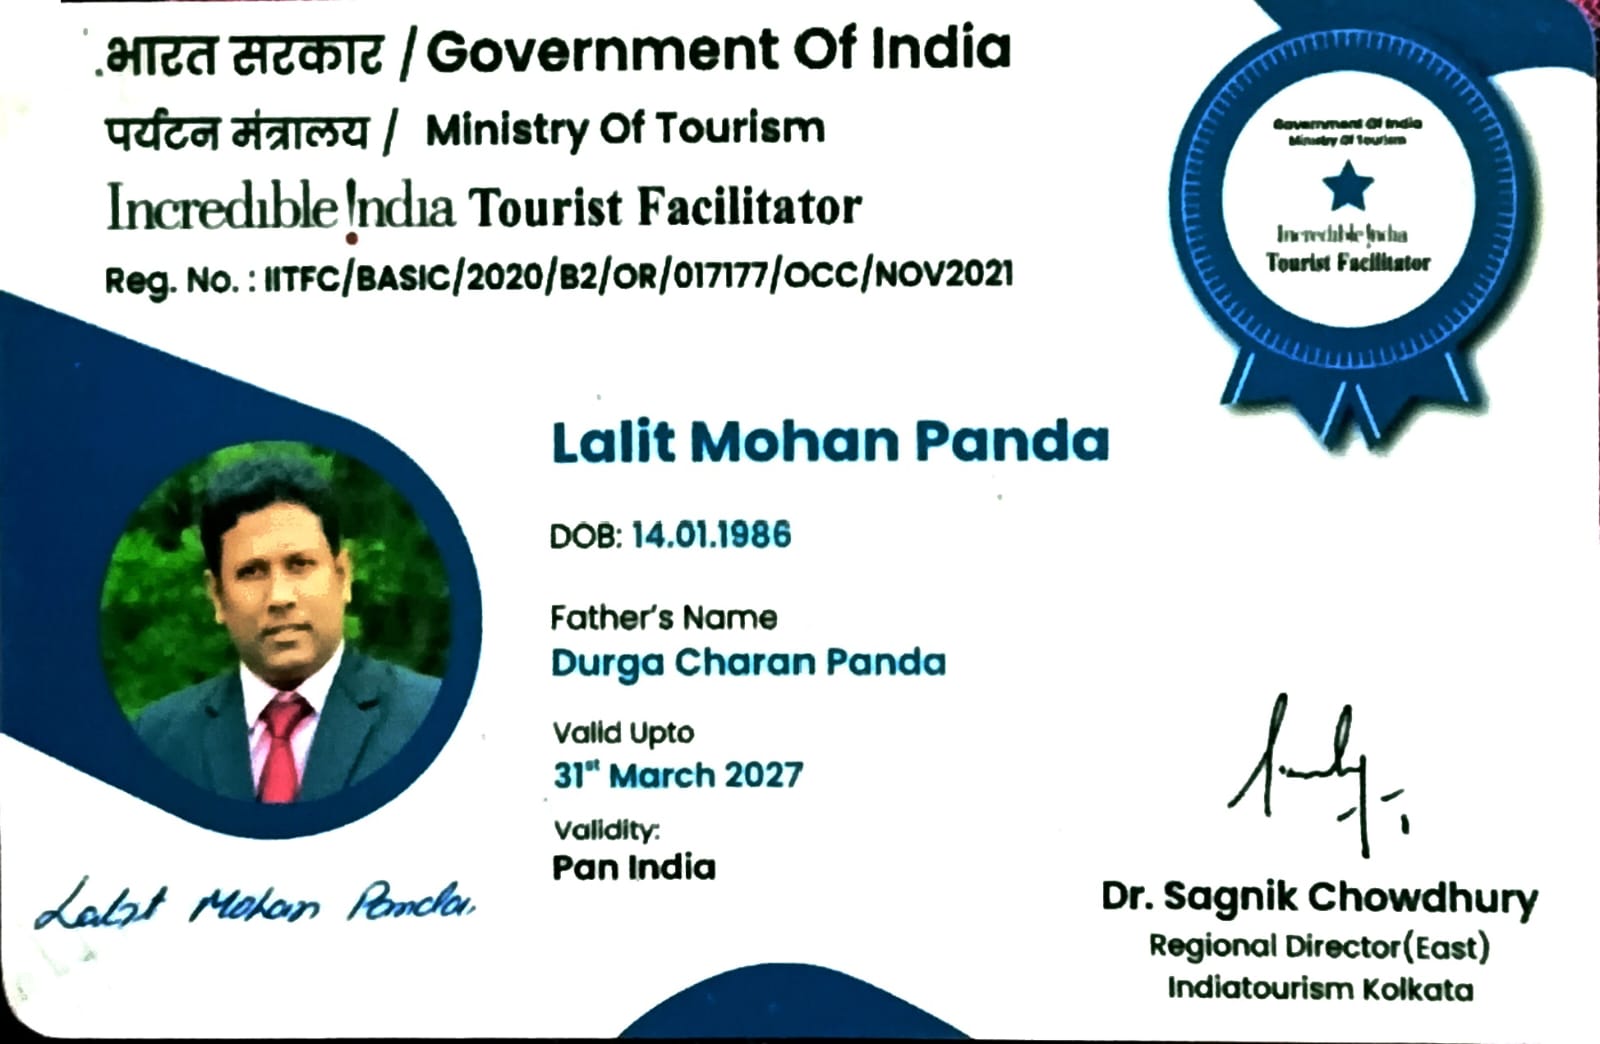 भारत सरकार / Government Of India
पर्यटन मंत्रालय / Ministry Of Tourism
Incredible !ndia Tourist Facilitator
Reg. No. : IITFC/BASIC/2020/B2/OR/017177/OCC/NOV2021
Government Of India
Ministry Of Tourism
Incredible !ndia
Tourist Facilitator
Lalit Mohan Panda
DOB: 14.01.1986
Father's Name
Durga Charan Panda
Valid Upto
31st March 2027
Validity:
Pan India
Lalit Mohan Panda.
Dr. Sagnik Chowdhury
Regional Director(East)
Indiatourism Kolkata